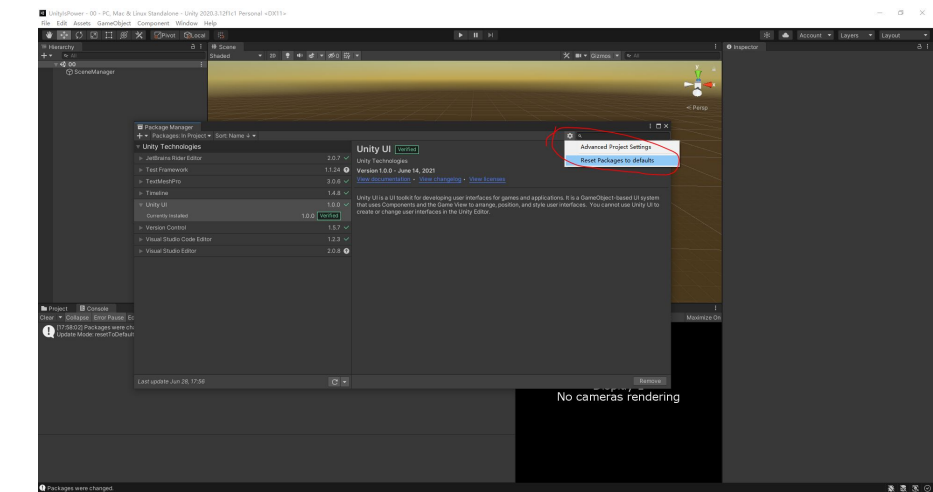 UnityIsPower - 00 - PC, Mac & Linux Standalone - Unity 2020.3.12f1c1 Personal <DX11>
File Edit Assets GameObject Component Window Help
Pivot Local
Account Layers Layout
Hierarchy Scene Inspector
All Shaded 2D 0 Gizmos All
00
SceneManager
Persp
Package Manager
Packages: In Project Sort: Name ↓
Advanced Project Settings
Reset Packages to defaults
Unity Technologies
JetBrains Rider Editor 2.0.7
Test Framework 1.1.24
TextMeshPro 3.0.6
Timeline 1.4.8
Unity UI 1.0.0
Currently installed 1.0.0 Verified
Version Control 1.5.7
Visual Studio Code Editor 1.2.3
Visual Studio Editor 2.0.8
Unity UI Verified
Unity Technologies
Version 1.0.0 - June 14, 2021
View documentation • View changelog • View licenses
Unity UI is a UI toolkit for developing user interfaces for games and applications. It is a GameObject-based UI system
that uses Components and the Game View to arrange, position, and style user interfaces. You cannot use Unity UI to
create or change user interfaces in the Unity Editor.
Project Console
Clear Collapse Error Pause
Maximize On
[17:58:02] Packages were
Update Mode: resetToDefaul
Last update Jun 28, 17:56
Remove
No cameras rendering
Packages were changed.